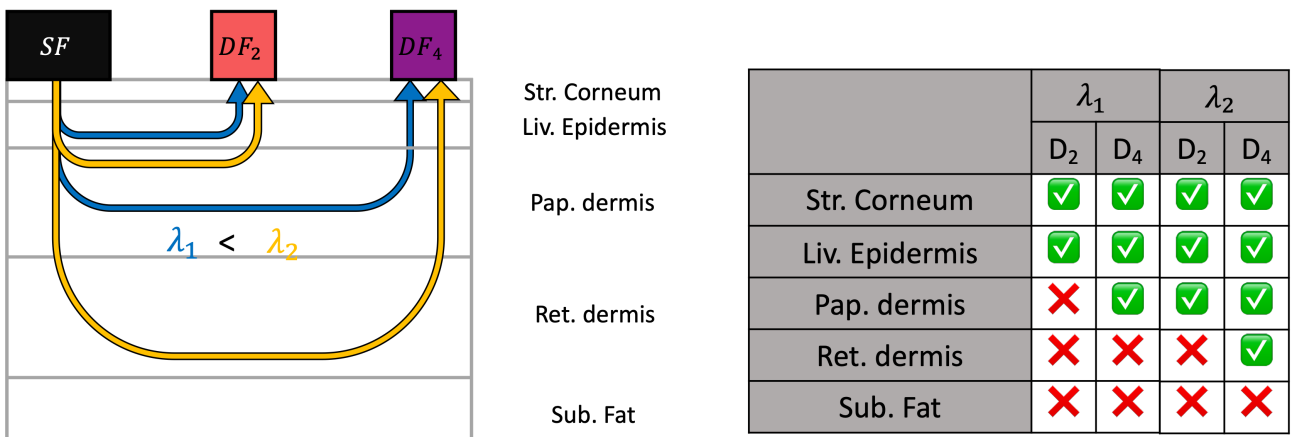 SF
DF₂
DF₄
Str. Corneum
Liv. Epidermis
Pap. dermis
λ₁ < λ₂
Ret. dermis
Sub. Fat
λ₁ λ₂
D₂ D₄ D₂ D₄
Str. Corneum ✅ ✅ ✅ ✅
Liv. Epidermis ✅ ✅ ✅ ✅
Pap. dermis ❌ ✅ ✅ ✅
Ret. dermis ❌ ❌ ❌ ✅
Sub. Fat ❌ ❌ ❌ ❌